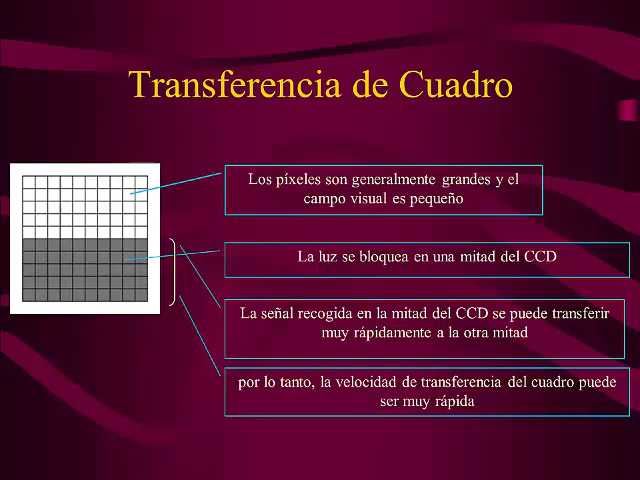 Transferencia de Cuadro
Los píxeles son generalmente grandes y el
campo visual es pequeño
La luz se bloquea en una mitad del CCD
La señal recogida en la mitad del CCD se puede transferir
muy rápidamente a la otra mitad
por lo tanto, la velocidad de transferencia del cuadro puede
ser muy rápida